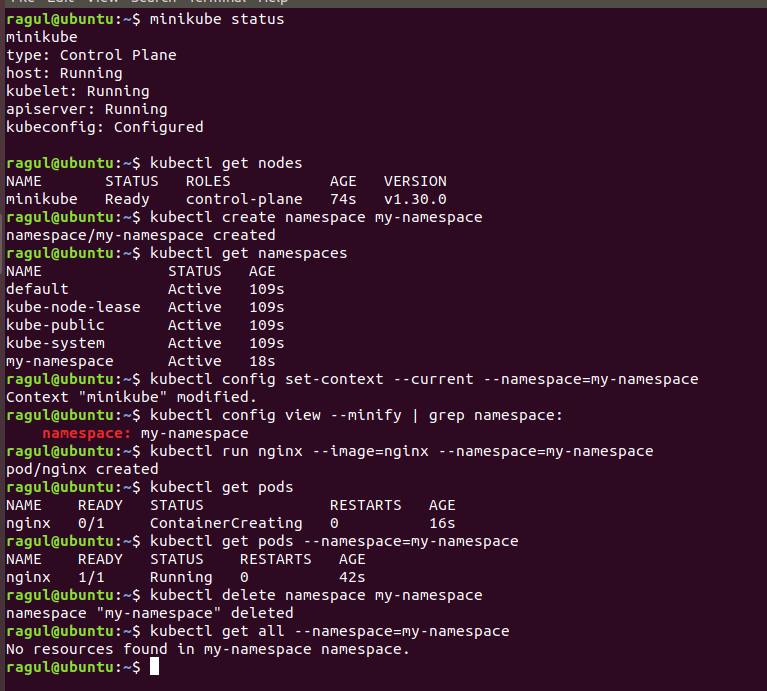 File Edit View Search Terminal Help
ragul@ubuntu:~$ minikube status
minikube
type: Control Plane
host: Running
kubelet: Running
apiserver: Running
kubeconfig: Configured
ragul@ubuntu:~$ kubectl get nodes
NAME       STATUS   ROLES           AGE   VERSION
minikube   Ready    control-plane   74s   v1.30.0
ragul@ubuntu:~$ kubectl create namespace my-namespace
namespace/my-namespace created
ragul@ubuntu:~$ kubectl get namespaces
NAME              STATUS   AGE
default           Active   109s
kube-node-lease   Active   109s
kube-public       Active   109s
kube-system       Active   109s
my-namespace      Active   18s
ragul@ubuntu:~$ kubectl config set-context --current --namespace=my-namespace
Context "minikube" modified.
ragul@ubuntu:~$ kubectl config view --minify | grep namespace:
    namespace: my-namespace
ragul@ubuntu:~$ kubectl run nginx --image=nginx --namespace=my-namespace
pod/nginx created
ragul@ubuntu:~$ kubectl get pods
NAME    READY   STATUS              RESTARTS   AGE
nginx   0/1     ContainerCreating   0          16s
ragul@ubuntu:~$ kubectl get pods --namespace=my-namespace
NAME    READY   STATUS    RESTARTS   AGE
nginx   1/1     Running   0          42s
ragul@ubuntu:~$ kubectl delete namespace my-namespace
namespace "my-namespace" deleted
ragul@ubuntu:~$ kubectl get all --namespace=my-namespace
No resources found in my-namespace namespace.
ragul@ubuntu:~$